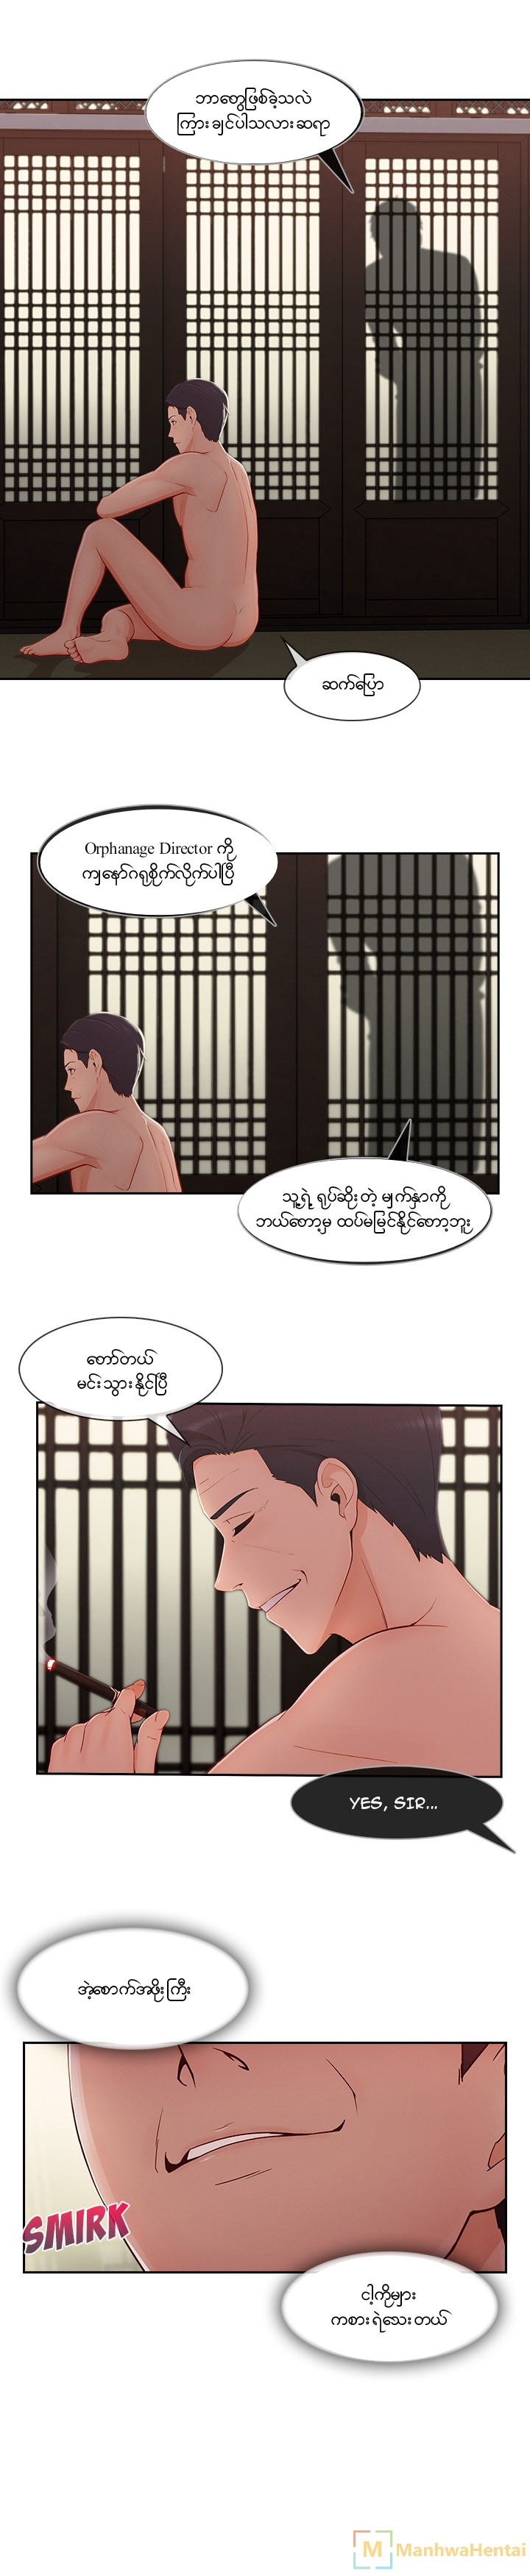 ဘာတွေဖြစ်ခဲ့သလဲ
ကြားချင်ပါသလားဆရာ
ဆက်ပြော
Orphanage Director ကို
ကျနော်ဂရုစိုက်လိုက်ပါပြီ
သူ့ရဲ့ ရုပ်ဆိုးတဲ့ မျက်နှာကို
ဘယ်တော့မှ ထပ်မမြင်နိုင်တော့ဘူး
တော်တယ်
မင်းသွားနိုင်ပြီ
YES, SIR...
အဲ့စောက်အဖိုးကြီး
SMIRK
ငါ့ကိုများ
ကစားရဲသေးတယ်
M ManhwaHentai